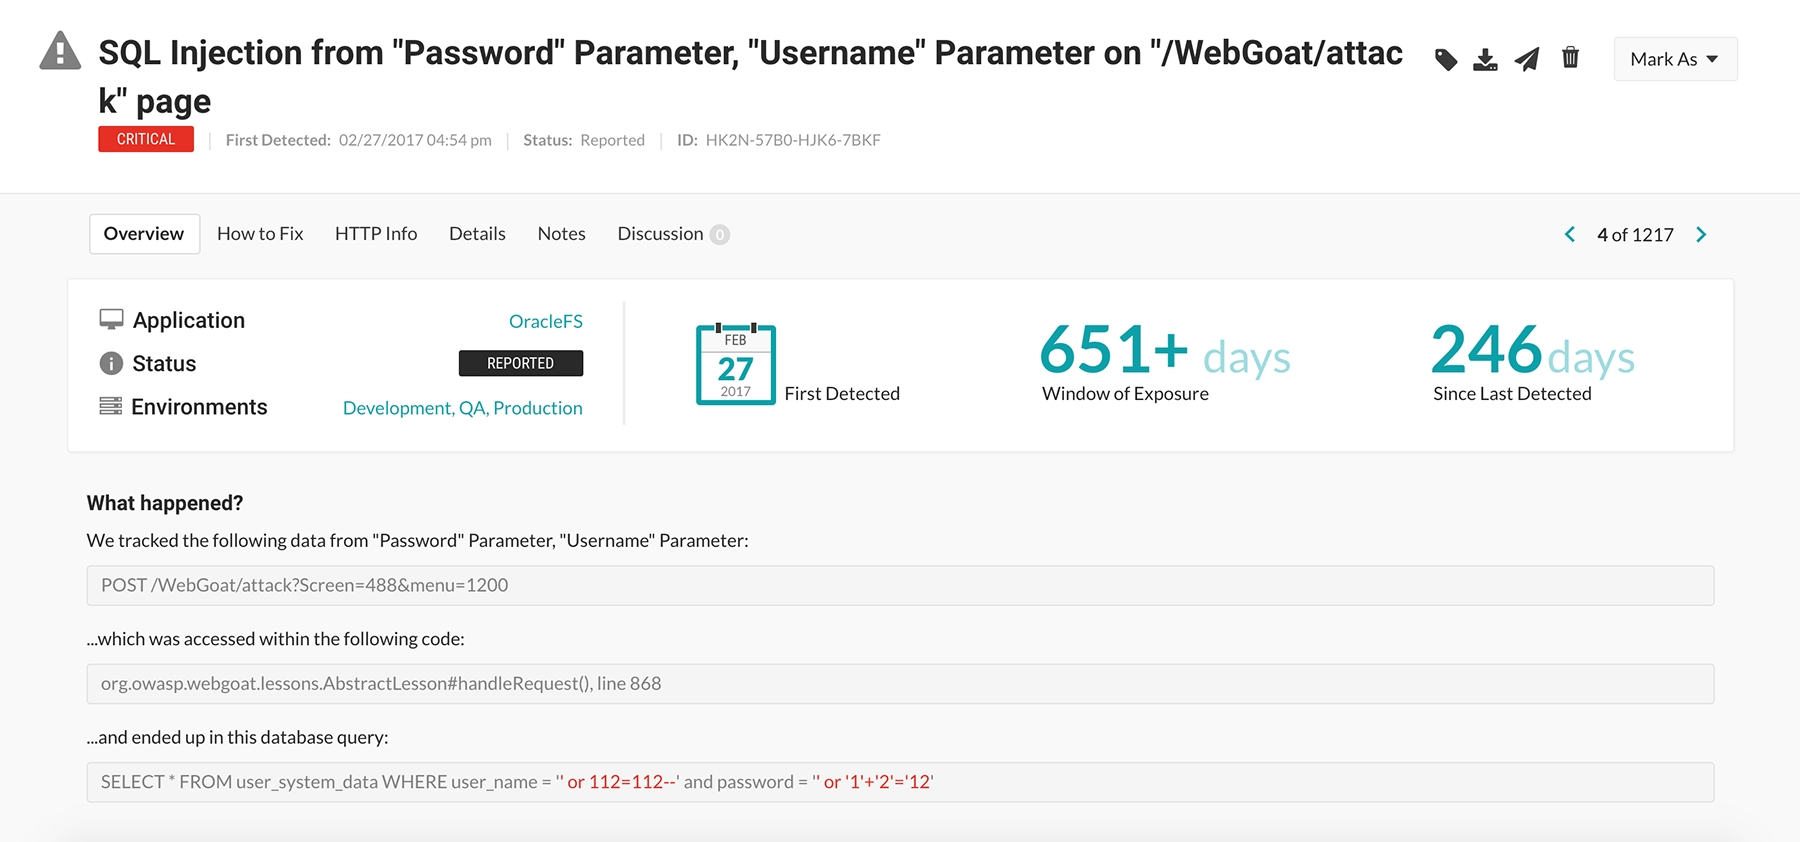 SQL Injection from "Password" Parameter, "Username" Parameter on "/WebGoat/attac
k" page
Mark As
CRITICAL | First Detected: 02/27/2017 04:54 pm | Status: Reported | ID: HK2N-57B0-HJK6-7BKF
Overview How to Fix HTTP Info Details Notes Discussion 0
4 of 1217
Application OracleFS
Status REPORTED
Environments Development, QA, Production
FEB
27
2017
First Detected
651+ days
Window of Exposure
246 days
Since Last Detected
What happened?
We tracked the following data from "Password" Parameter, "Username" Parameter:
POST /WebGoat/attack?Screen=488&menu=1200
...which was accessed within the following code:
org.owasp.webgoat.lessons.AbstractLesson#handleRequest(), line 868
...and ended up in this database query:
SELECT * FROM user_system_data WHERE user_name = '' or 112=112--' and password = '' or '1'+'2'='12'